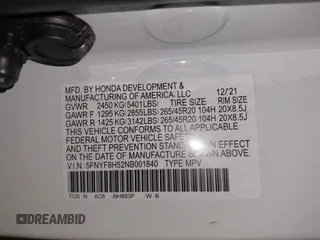 MFD. BY HONDA DEVELOPMENT &
MANUFACTURING OF AMERICA, LLC 12/'21
GVWR 2450 KG(5401LBS) TIRE SIZE RIM SIZE
GAWR F 1295 KG(2855LBS)265/45R20 104H 20X8.5J
GAWR R 1425 KG(3142LBS)265/45R20 104H 20X8.5J
THIS VEHICLE CONFORMS TO ALL APPLICABLE
FEDERAL MOTOR VEHICLE SAFETY AND
THEFT PREVENTION STANDARDS IN EFFECT ON
THE DATE OF MANUFACTURE SHOWN ABOVE.
V.I.N. 5FNYF8H52NB001840 TYPE MPV
TGS N AC6 NH883P -W -B
DREAMBID